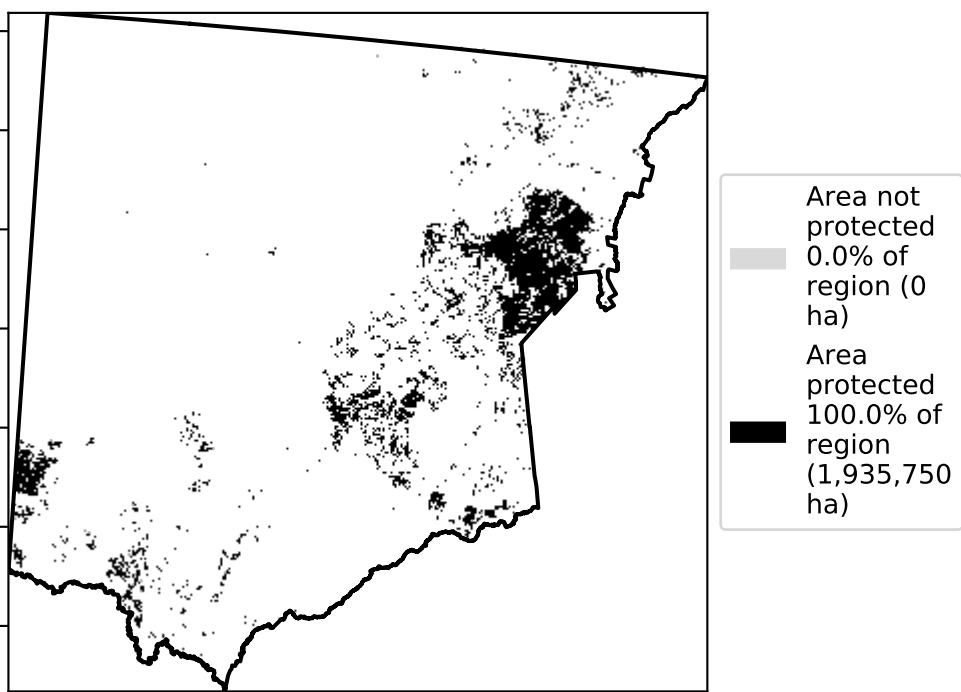 Area not
protected
0.0% of
region (0
ha)
Area
protected
100.0% of
region
(1,935,750
ha)